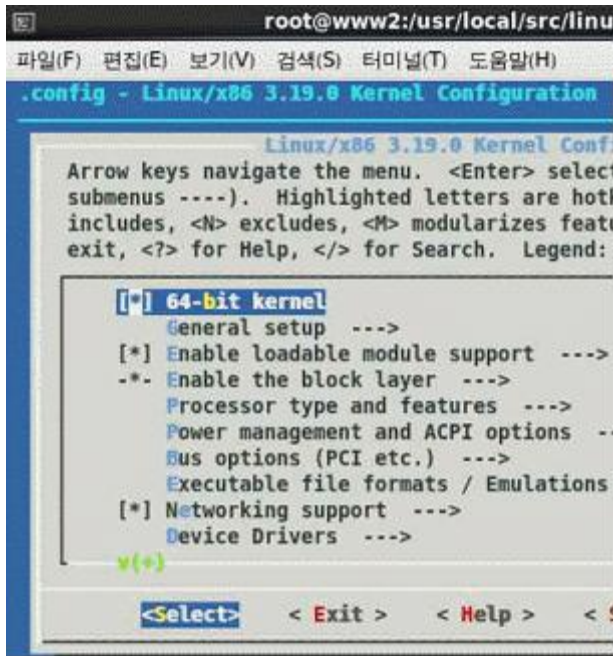 root@www2:/usr/local/src/linu
파일(F) 편집(E) 보기(V) 검색(S) 터미널(T) 도움말(H)
.config - Linux/x86 3.19.0 Kernel Configuration
Linux/x86 3.19.0 Kernel Confi
Arrow keys navigate the menu. <Enter> select
submenus ----). Highlighted letters are hotk
includes, <N> excludes, <M> modularizes featu
exit, <?> for Help, </> for Search. Legend:
[*] 64-bit kernel
General setup --->
[*] Enable loadable module support --->
-*- Enable the block layer --->
Processor type and features --->
Power management and ACPI options -
Bus options (PCI etc.) --->
Executable file formats / Emulations
[*] Networking support --->
Device Drivers --->
v(+)
<Select> < Exit > < Help > < S